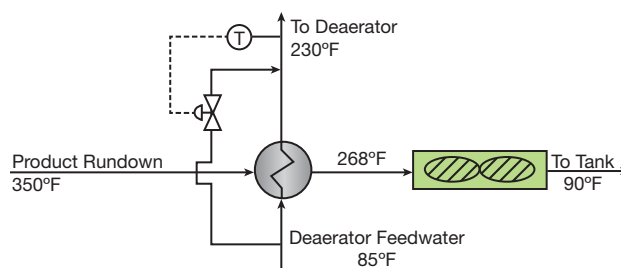 To Deaerator
230ºF
T
Product Rundown
350ºF
268ºF
To Tank
90ºF
Deaerator Feedwater
85ºF